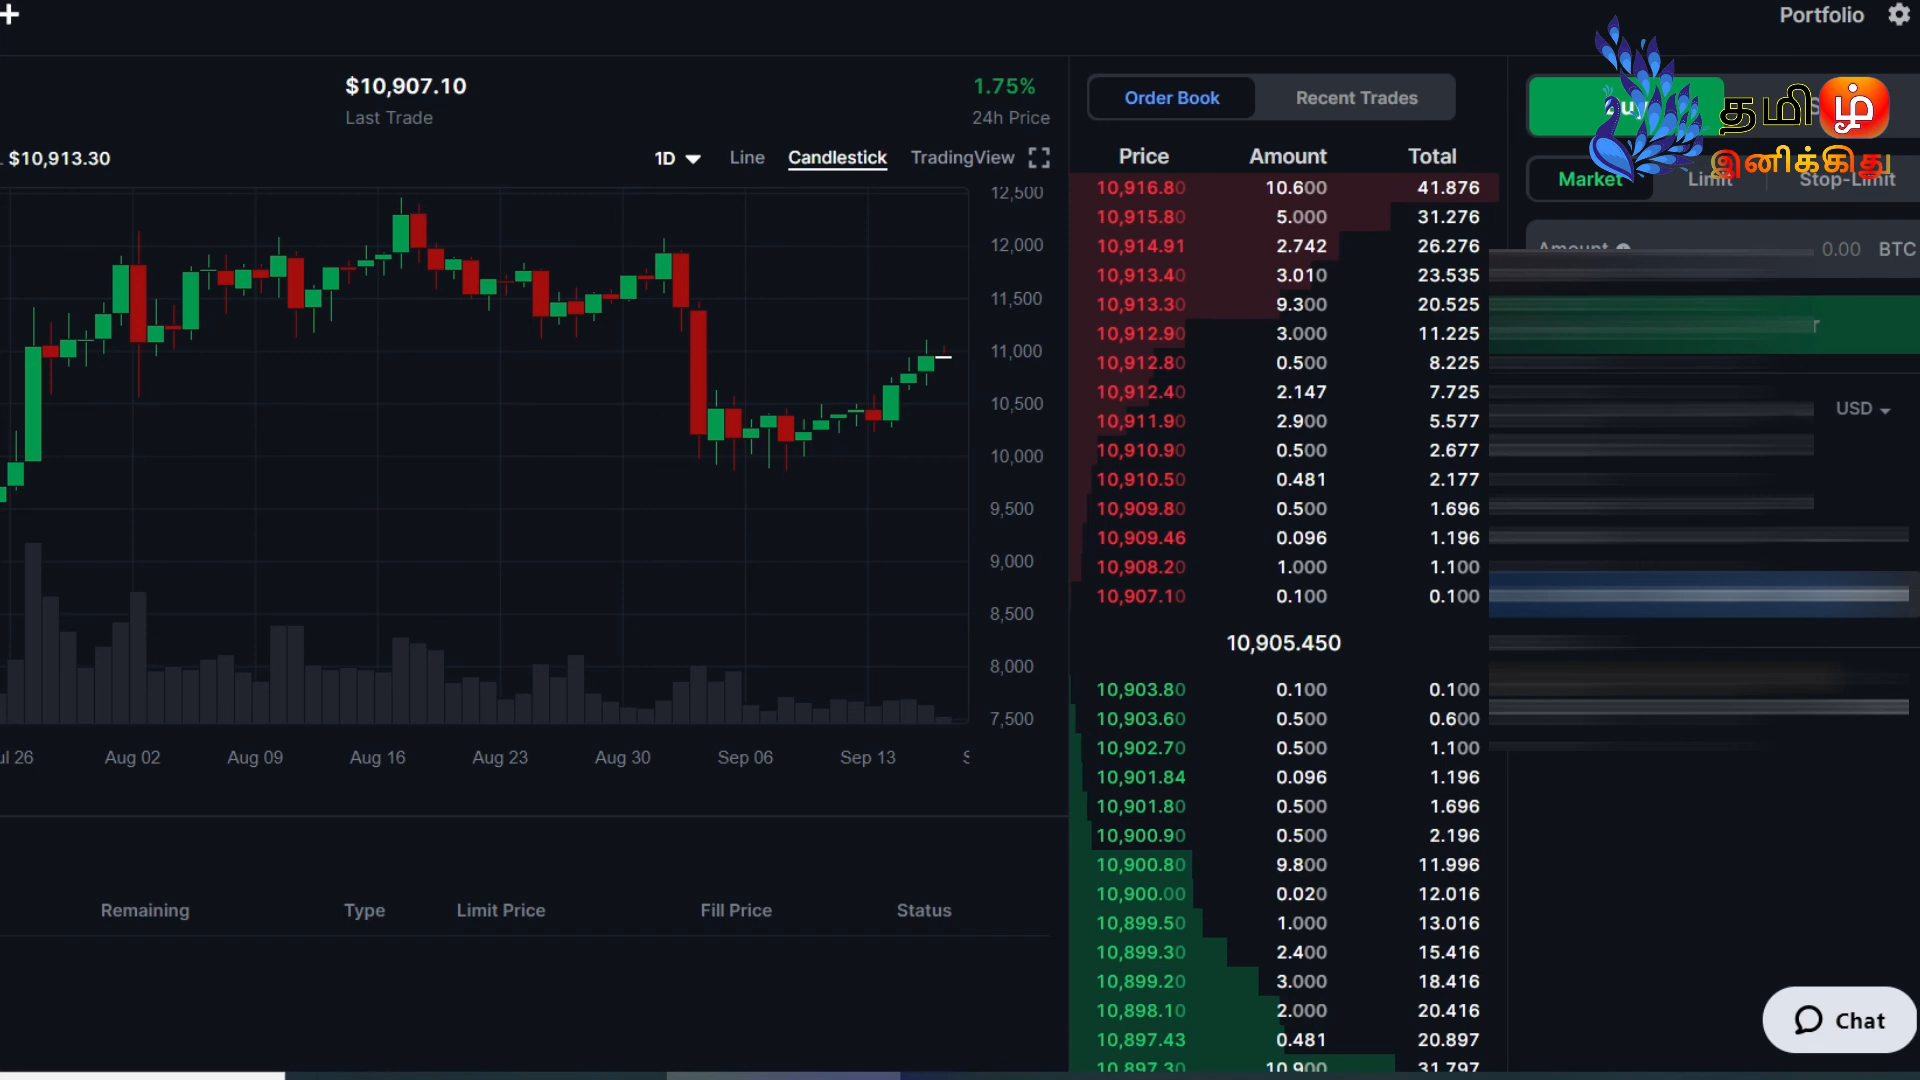 Portfolio
$10,907.10
1.75%
Last Trade
24h Price
$10,913.30
1D
Line
Candlestick
TradingView
12,500
12,000
11,500
11,000
10,500
10,000
9,500
9,000
8,500
8,000
7,500
Aug 02
Aug 09
Aug 16
Aug 23
Aug 30
Sep 06
Sep 13
Remaining
Type
Limit Price
Fill Price
Status
Order Book
Recent Trades
Price Amount Total
10,916.80 10.600 41.876
10,915.80 5.000 31.276
10,914.91 2.742 26.276
10,913.40 3.010 23.535
10,913.30 9.300 20.525
10,912.90 3.000 11.225
10,912.80 0.500 8.225
10,912.40 2.147 7.725
10,911.90 2.900 5.577
10,910.90 0.500 2.677
10,910.50 0.481 2.177
10,909.80 0.500 1.696
10,909.46 0.096 1.196
10,908.20 1.000 1.100
10,907.10 0.100 0.100
10,905.450
10,903.80 0.100 0.100
10,903.60 0.500 0.600
10,902.70 0.500 1.100
10,901.84 0.096 1.196
10,901.80 0.500 1.696
10,900.90 0.500 2.196
10,900.80 9.800 11.996
10,900.00 0.020 12.016
10,899.50 1.000 13.016
10,899.30 2.400 15.416
10,899.20 3.000 18.416
10,898.10 2.000 20.416
10,897.43 0.481 20.897
10,897.30 10.900 31.797
Buy
தமிழ்
இனிக்கிது
Market
Limit
Stop-Limit
Amount
0.00 BTC
USD
Chat